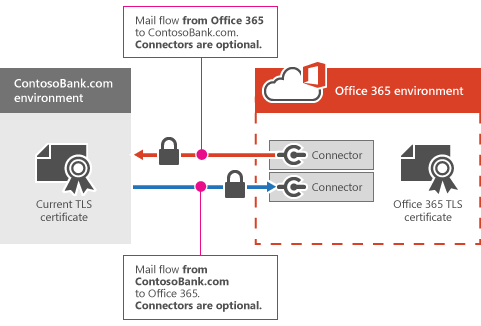 Mail flow from Office 365
to ContosoBank.com.
Connectors are optional.
ContosoBank.com
environment
Office 365 environment
Connector
Connector
Current TLS
certificate
Office 365 TLS
certificate
Mail flow from
ContosoBank.com
to Office 365.
Connectors are optional.